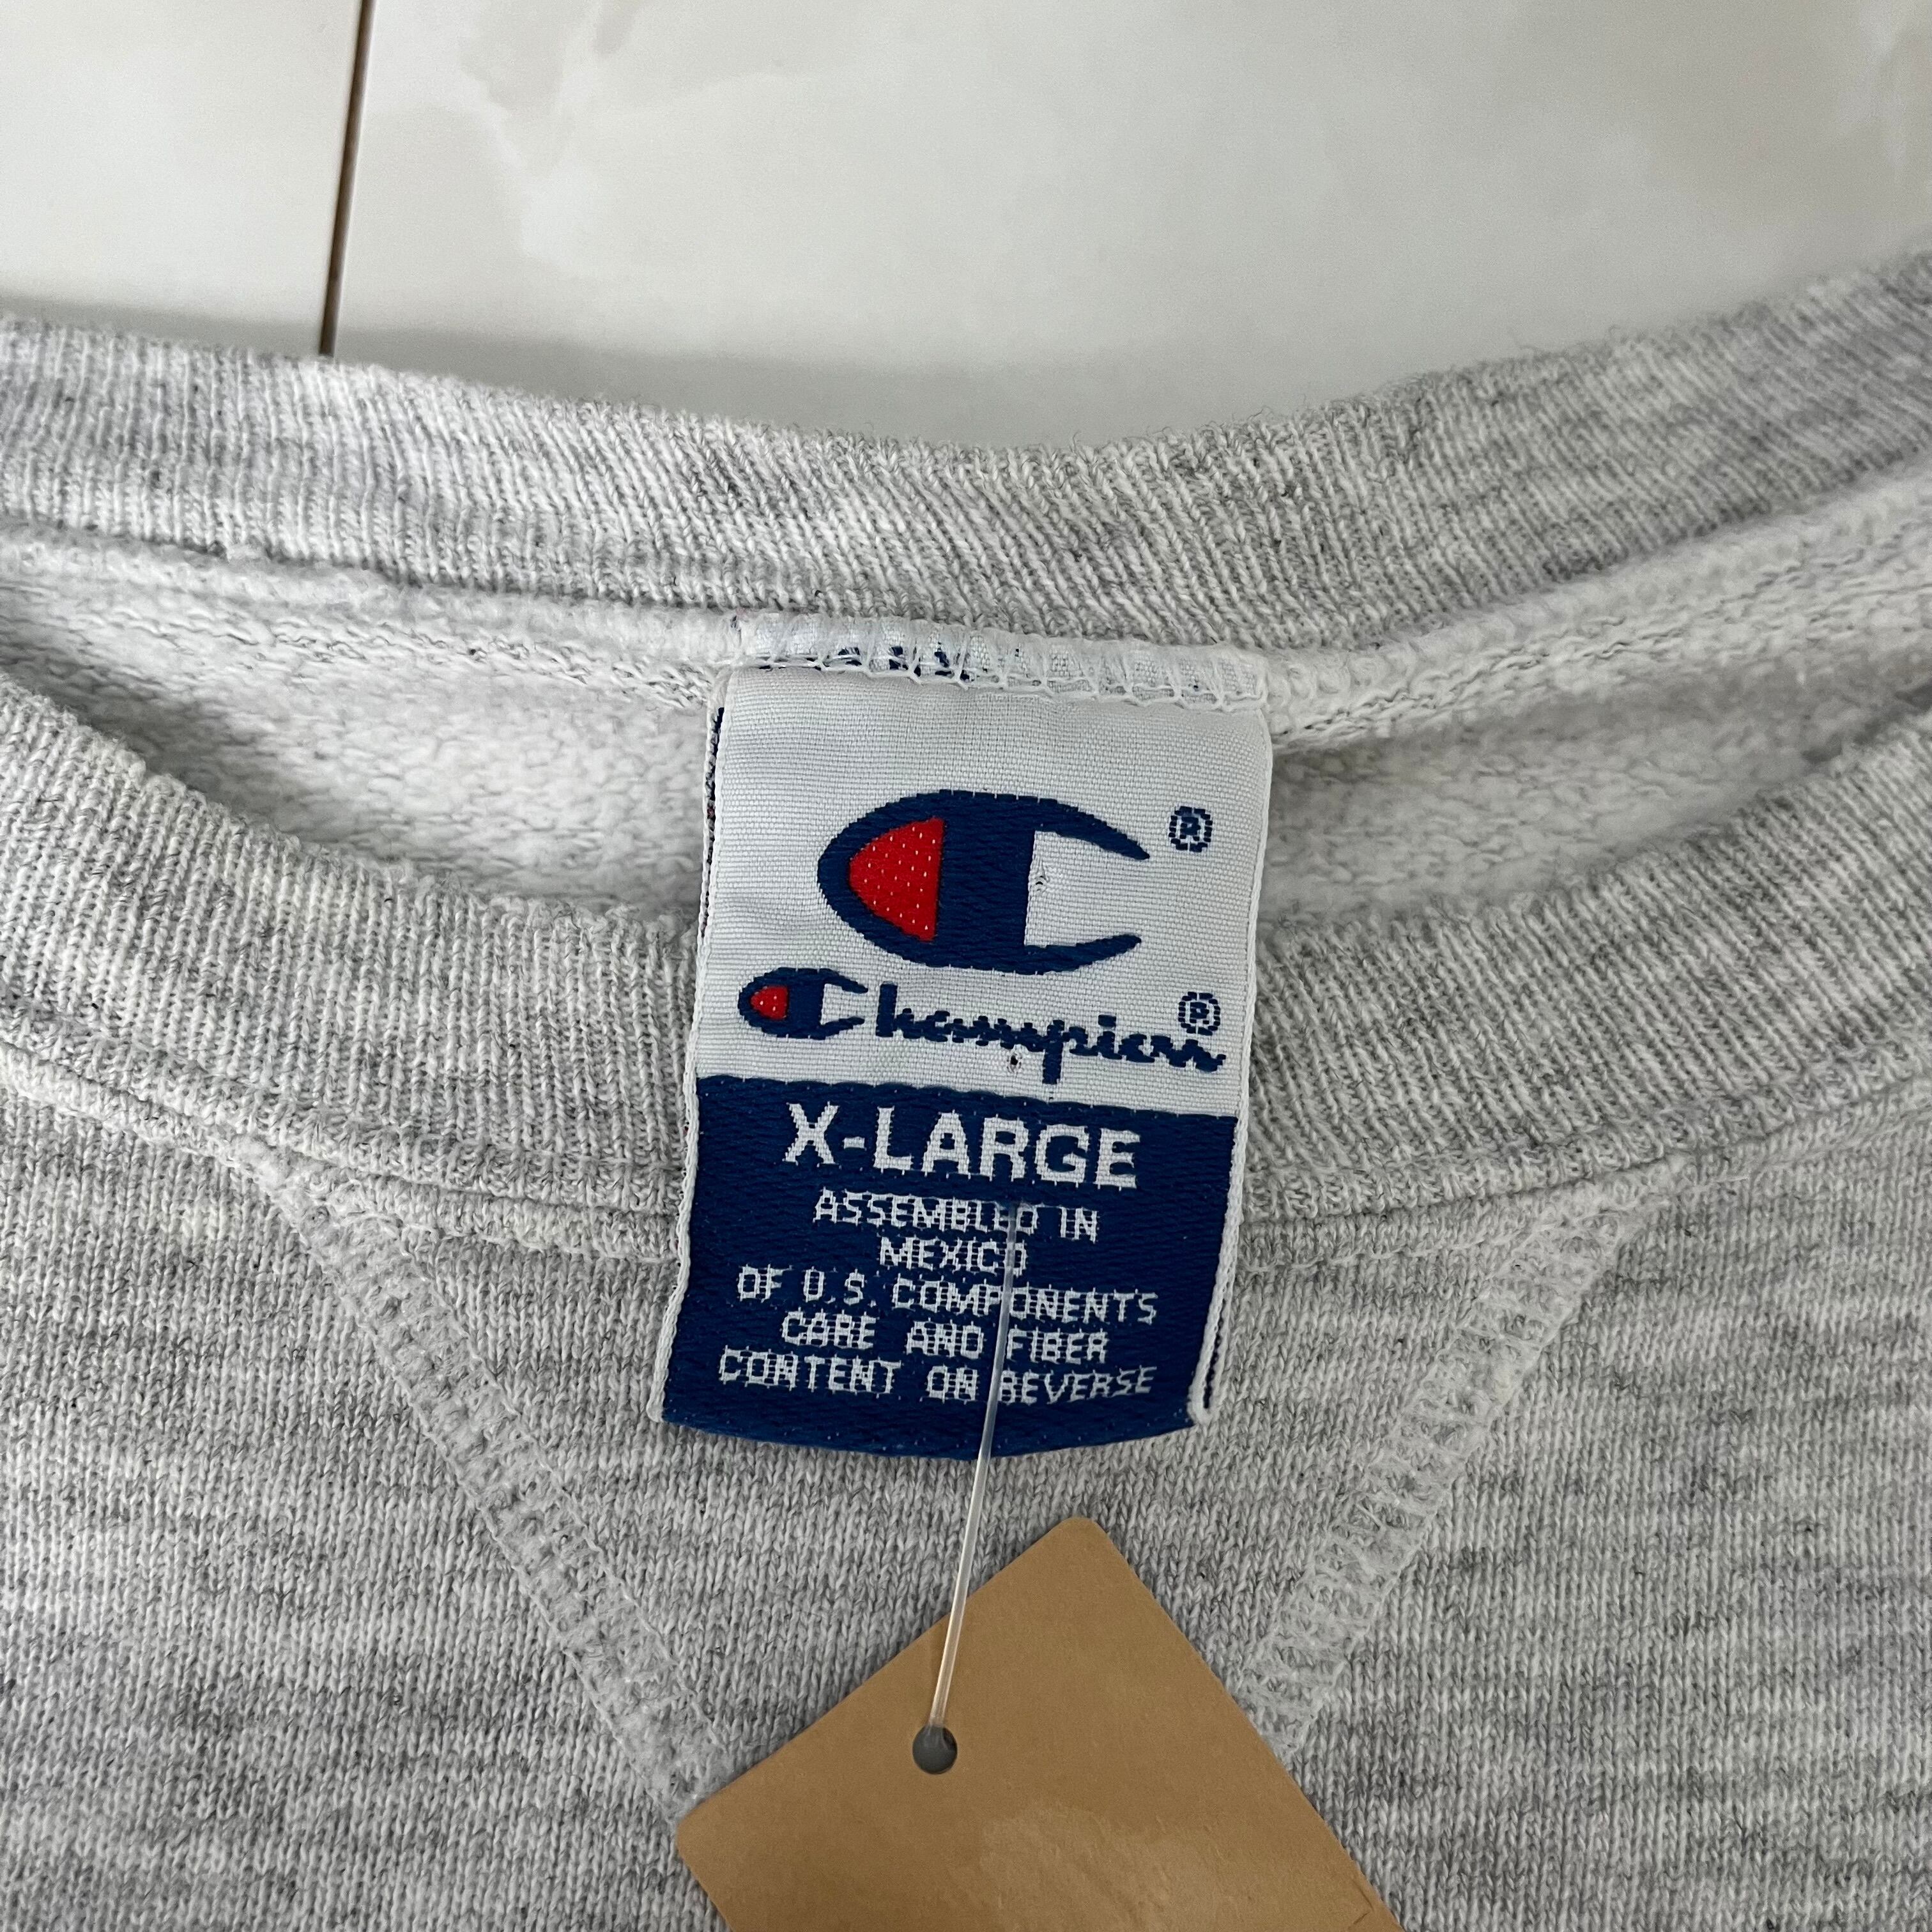 ®
Champion®
X-LARGE
ASSEMBLED IN
MEXICO
OF U.S. COMPONENTS
CARE AND FIBER
CONTENT ON REVERSE